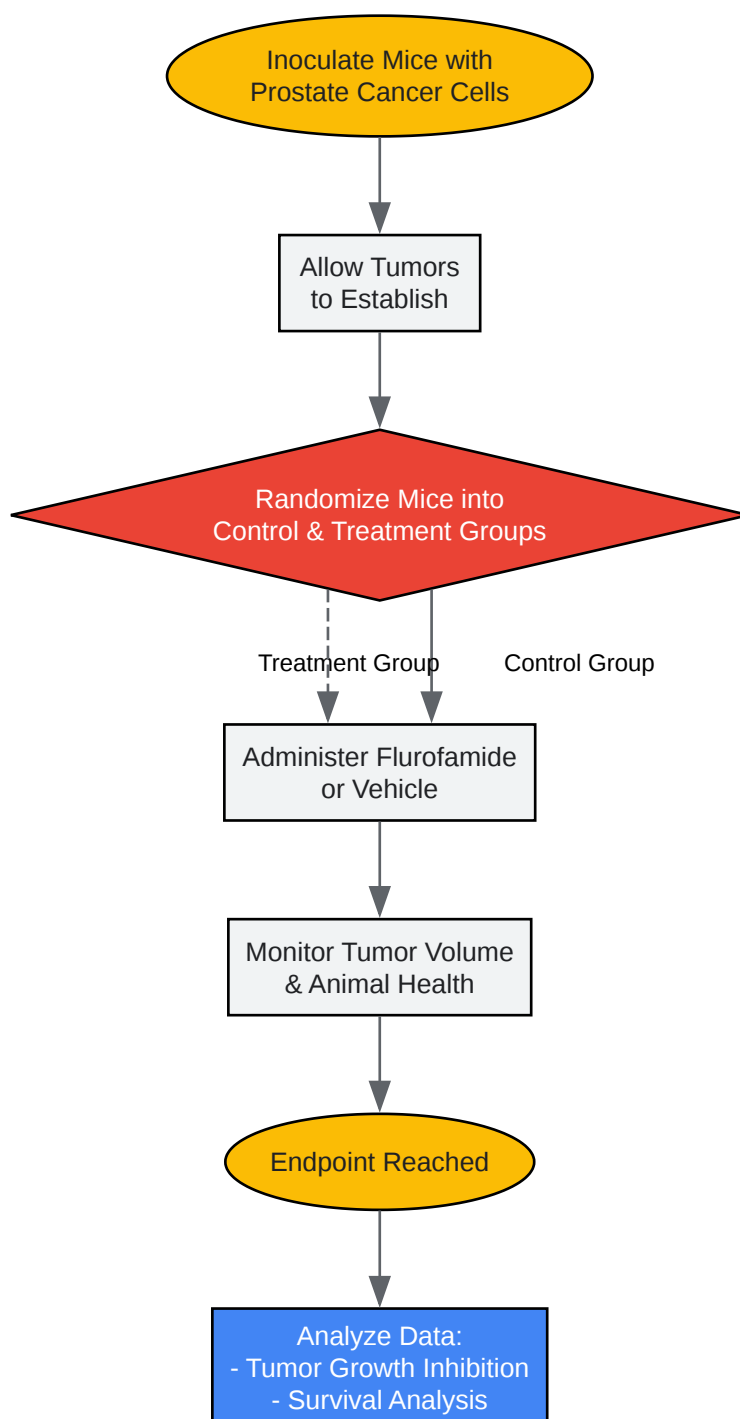 Inoculate Mice with
Prostate Cancer Cells
Allow Tumors
to Establish
Randomize Mice into
Control & Treatment Groups
Treatment Group
Control Group
Administer Flurofamide
or Vehicle
Monitor Tumor Volume
& Animal Health
Endpoint Reached
Analyze Data:
- Tumor Growth Inhibition
- Survival Analysis